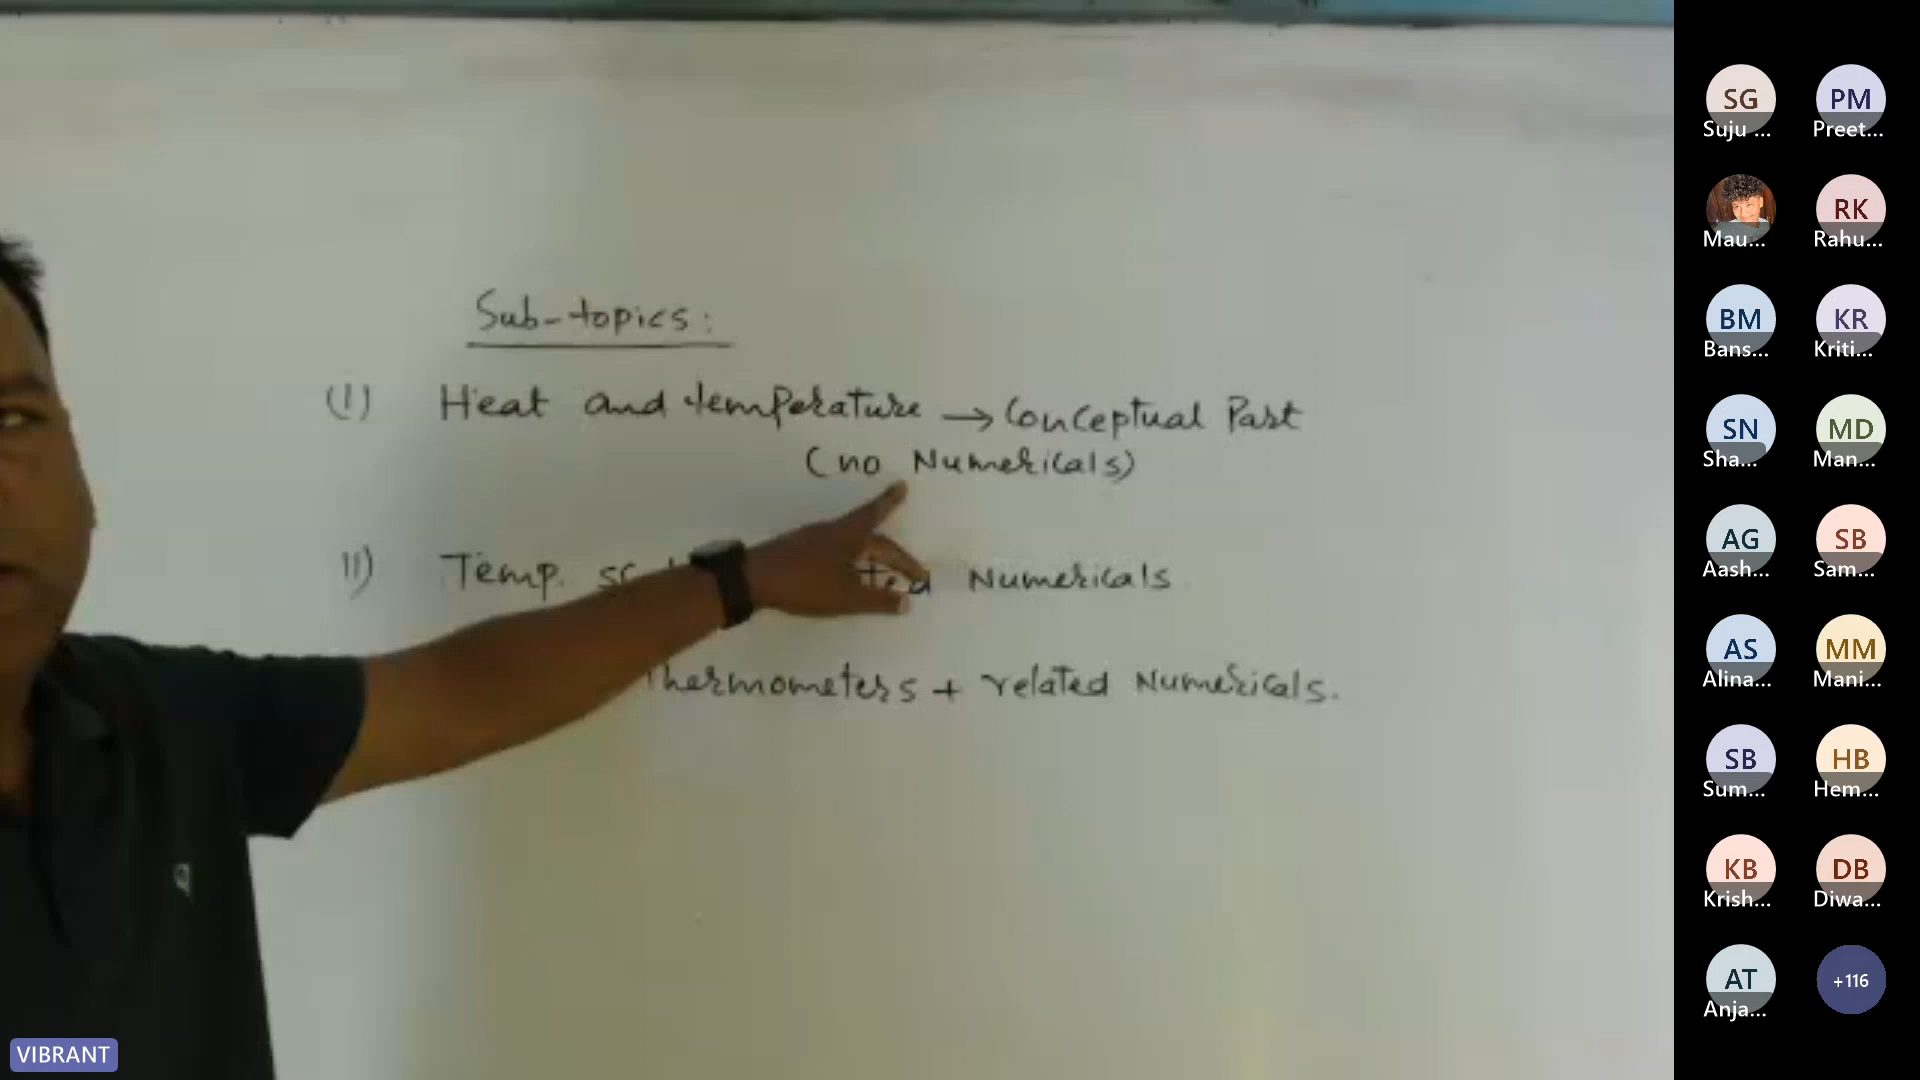 Sub-topics:
(I) Heat and temperature → Conceptual Part
(no Numericals)
II) Temp. Numericals
Thermometers + related Numericals.
VIBRANT
SG PM
Suju ... Preet...
RK
Mau... Rahu...
BM KR
Bans... Kriti...
SN MD
Sha... Man...
AG SB
Aash... Sam...
AS MM
Alina... Mani...
SB HB
Sum... Hem...
KB DB
Krish... Diwa...
AT +116
Anja...